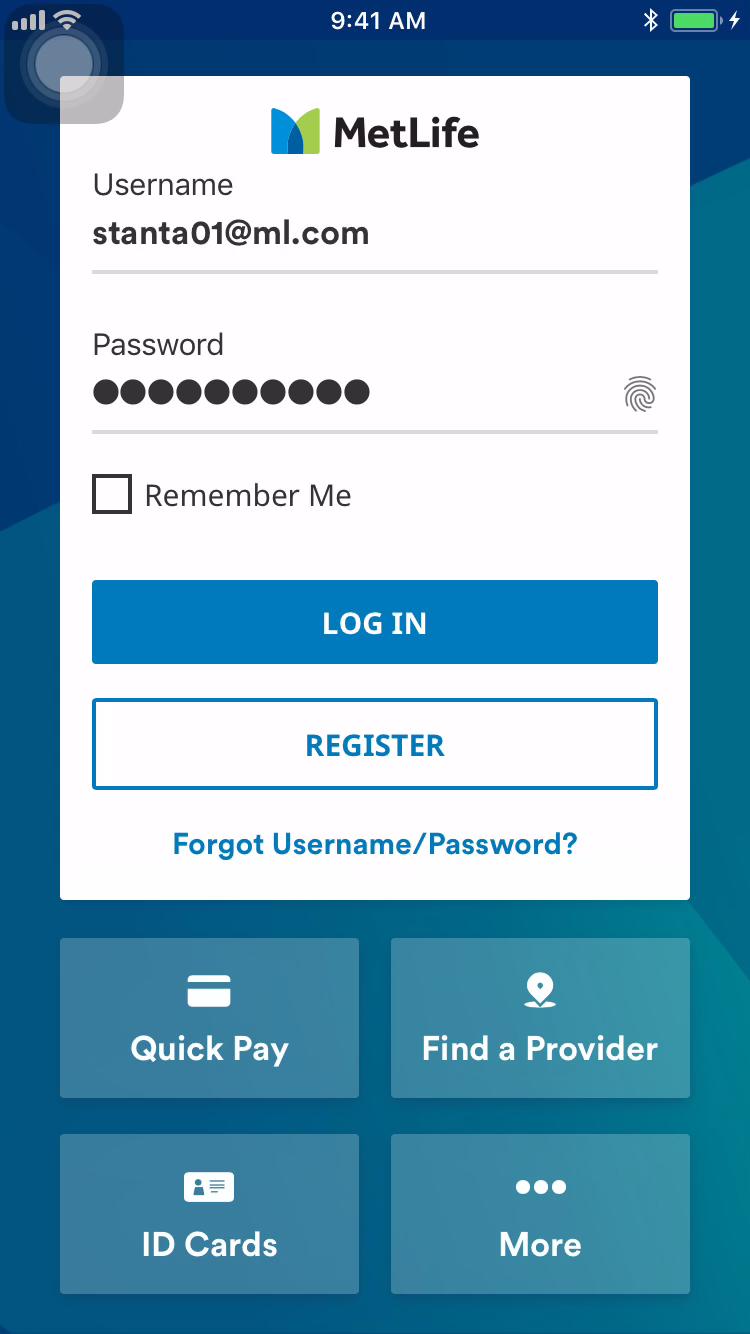 9:41 AM
MetLife
Username
stanta01@ml.com
Password
●●●●●●●●●●
Remember Me
LOG IN
REGISTER
Forgot Username/Password?
Quick Pay
Find a Provider
ID Cards
More